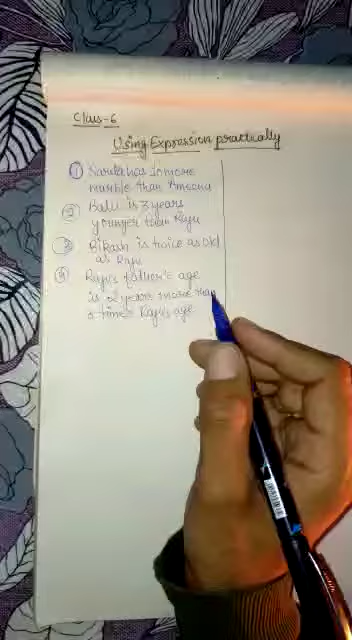 Class-6
Using Expression practically
① Sarita has 10 more
marble than Ameena
② Balu is 3 years
younger than Raju
③ Bikash is twice as old
as Raju
④ Raju's father's age
is 2 years more than
3 times Raju's age